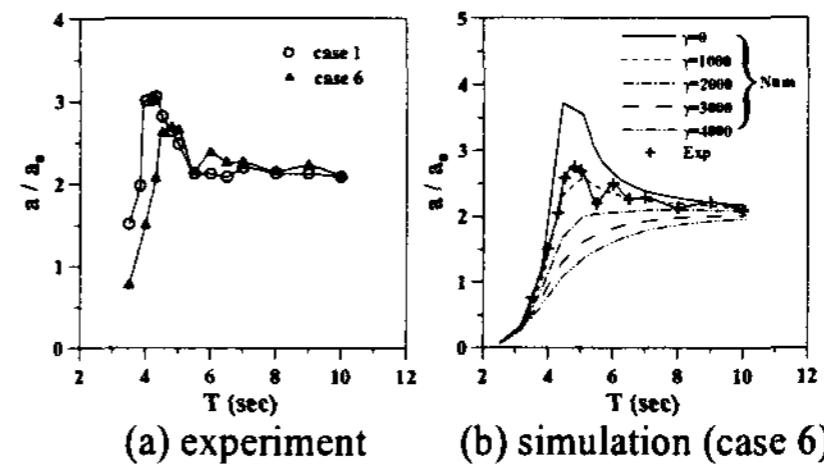 4
3
2
1
0
a / a₀
case 1
case 6
2 4 6 8 10 12
T (sec)
(a) experiment
5
4
3
2
1
0
a / a₀
γ=0
γ=1000
γ=2000
γ=3000
γ=4000
Num
Exp
2 4 6 8 10 12
T (sec)
(b) simulation (case 6)